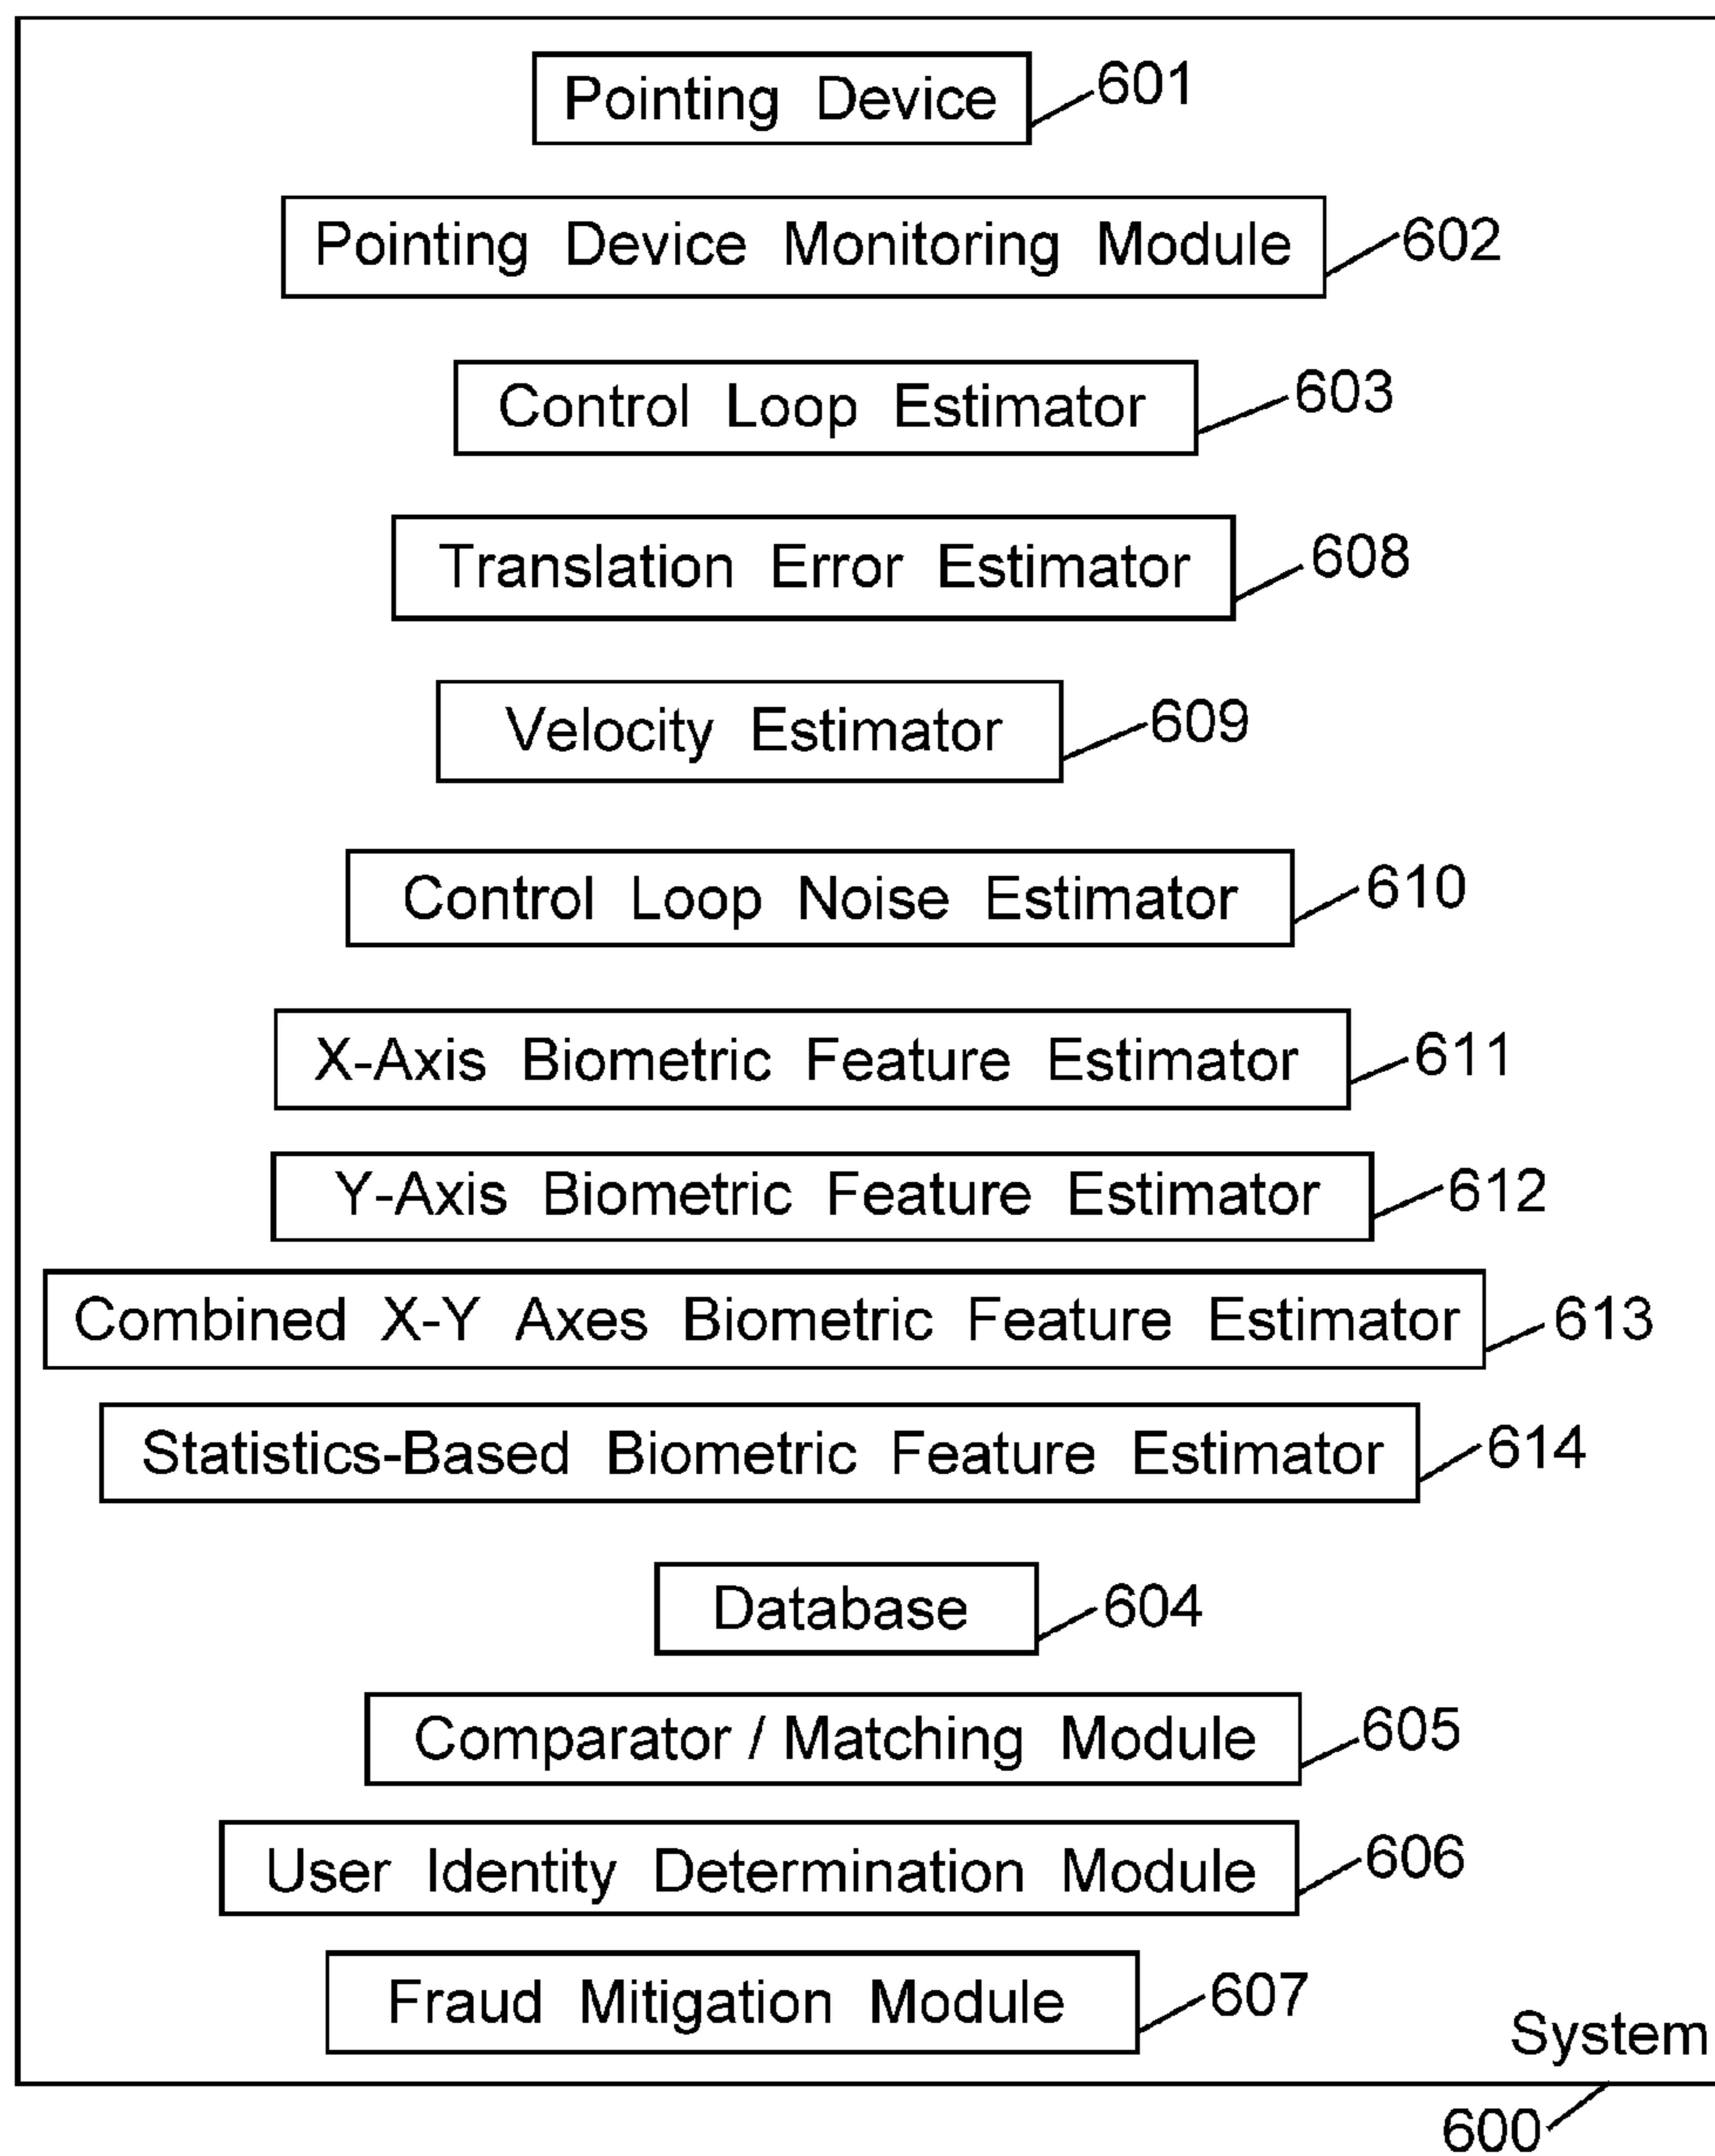 Pointing Device 601
Pointing Device Monitoring Module 602
Control Loop Estimator 603
Translation Error Estimator 608
Velocity Estimator 609
Control Loop Noise Estimator 610
X-Axis Biometric Feature Estimator 611
Y-Axis Biometric Feature Estimator 612
Combined X-Y Axes Biometric Feature Estimator 613
Statistics-Based Biometric Feature Estimator 614
Database 604
Comparator / Matching Module 605
User Identity Determination Module 606
Fraud Mitigation Module 607
System
600